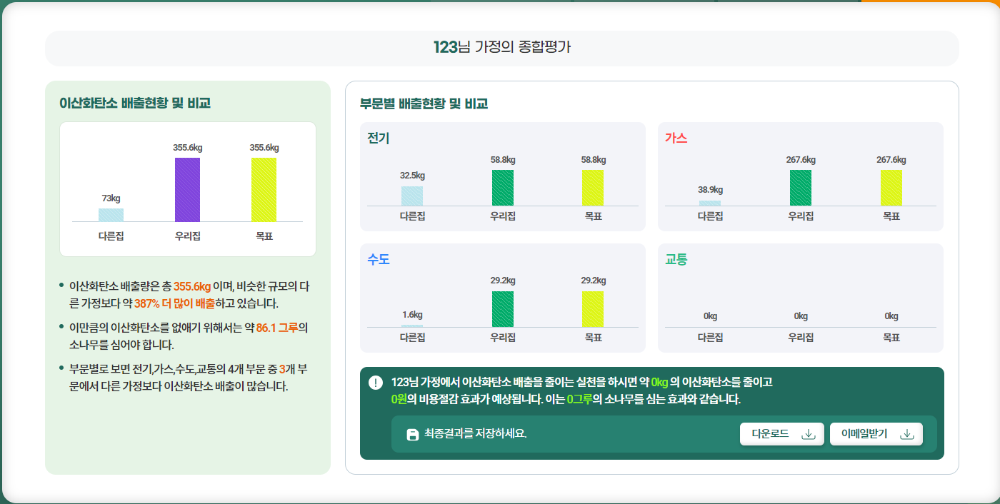 123님 가정의 종합평가
이산화탄소 배출현황 및 비교
355.6kg 355.6kg
73kg
다른집 우리집 목표
이산화탄소 배출량은 총 355.6kg 이며, 비슷한 규모의 다
른 가정보다 약 387% 더 많이 배출하고 있습니다.
이만큼의 이산화탄소를 없애기 위해서는 약 86.1 그루의
소나무를 심어야 합니다.
부문별로 보면 전기,가스,수도,교통의 4개 부문 중 3개 부
문에서 다른 가정보다 이산화탄소 배출이 많습니다.
부문별 배출현황 및 비교
전기
58.8kg 58.8kg
32.5kg
다른집 우리집 목표
가스
267.6kg 267.6kg
38.9kg
다른집 우리집 목표
수도
29.2kg 29.2kg
1.6kg
다른집 우리집 목표
교통
0kg 0kg 0kg
다른집 우리집 목표
123님 가정에서 이산화탄소 배출을 줄이는 실천을 하시면 약 0kg 의 이산화탄소를 줄이고
0원의 비용절감 효과가 예상됩니다. 이는 0그루의 소나무를 심는 효과와 같습니다.
최종결과를 저장하세요.
다운로드
이메일받기